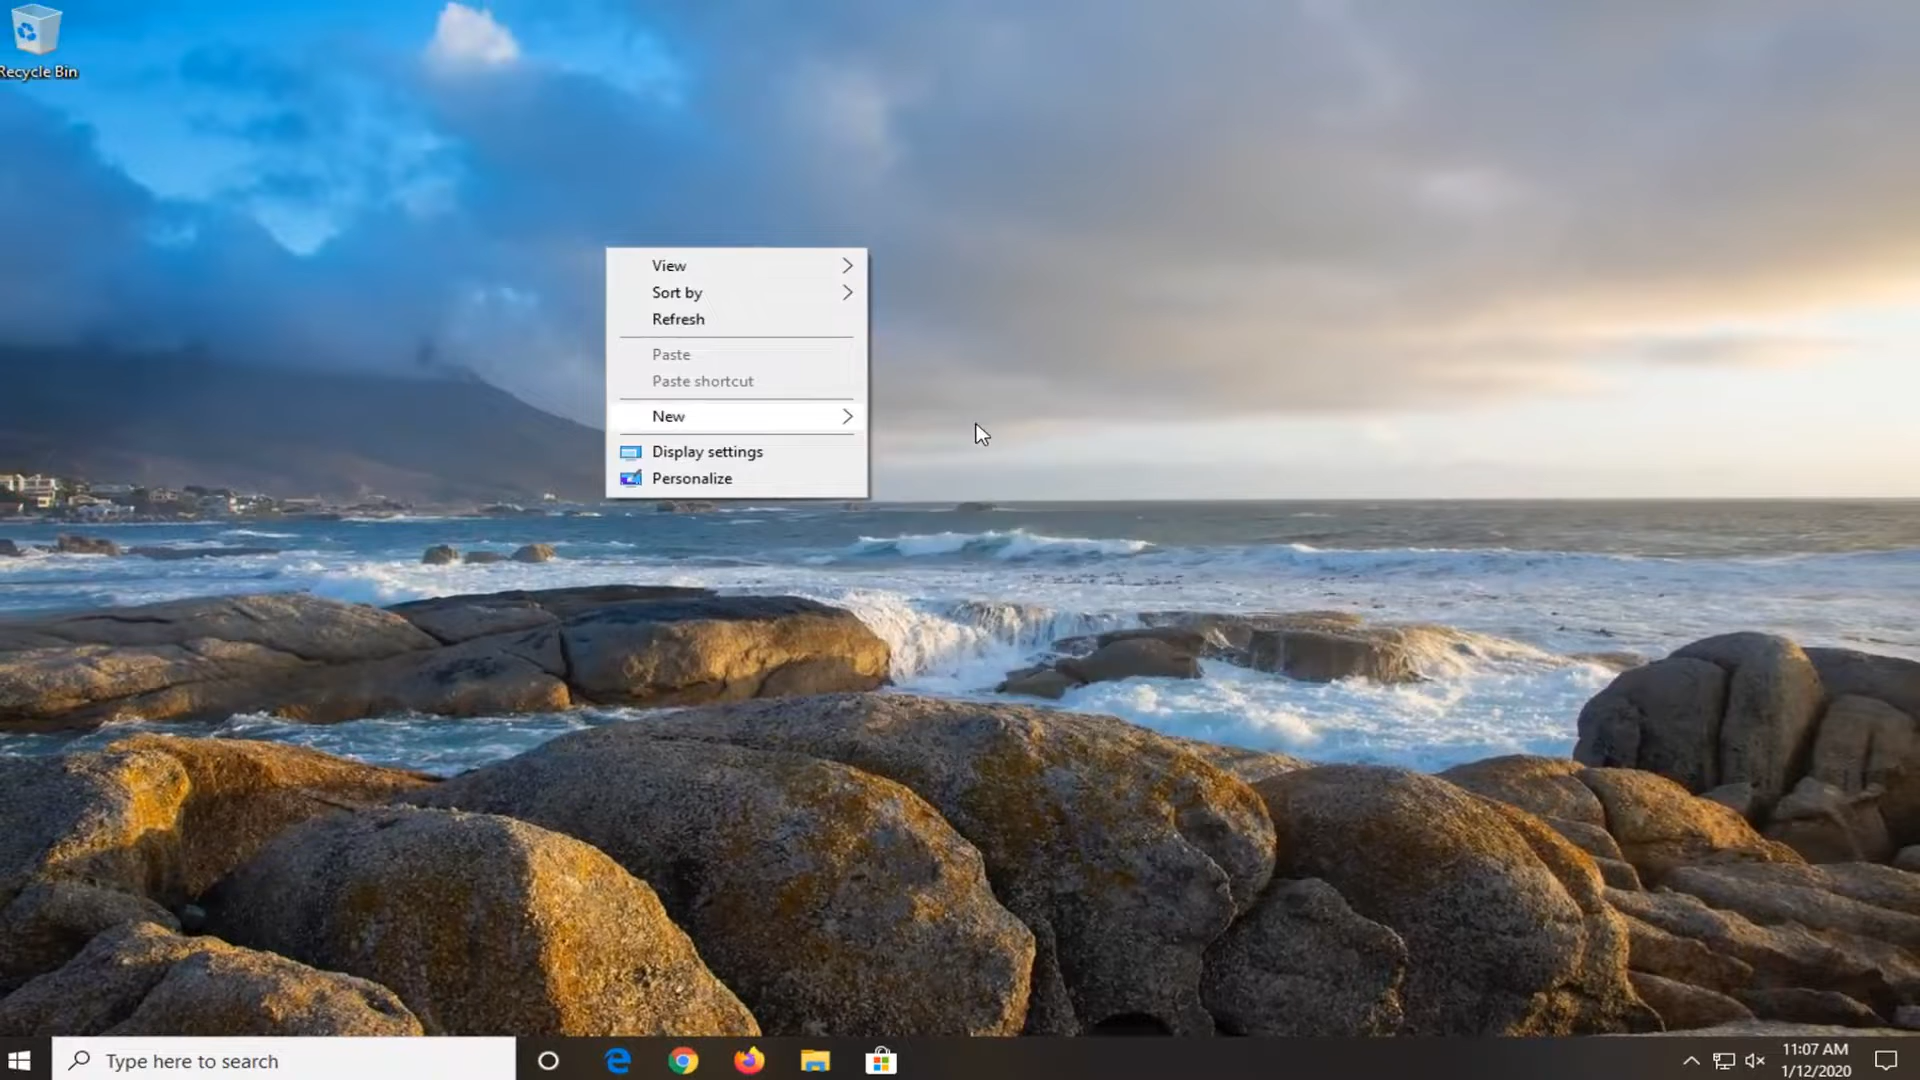 Recycle Bin
View
Sort by
Refresh
Paste
Paste shortcut
New
Display settings
Personalize
Type here to search
11:07 AM
1/12/2020